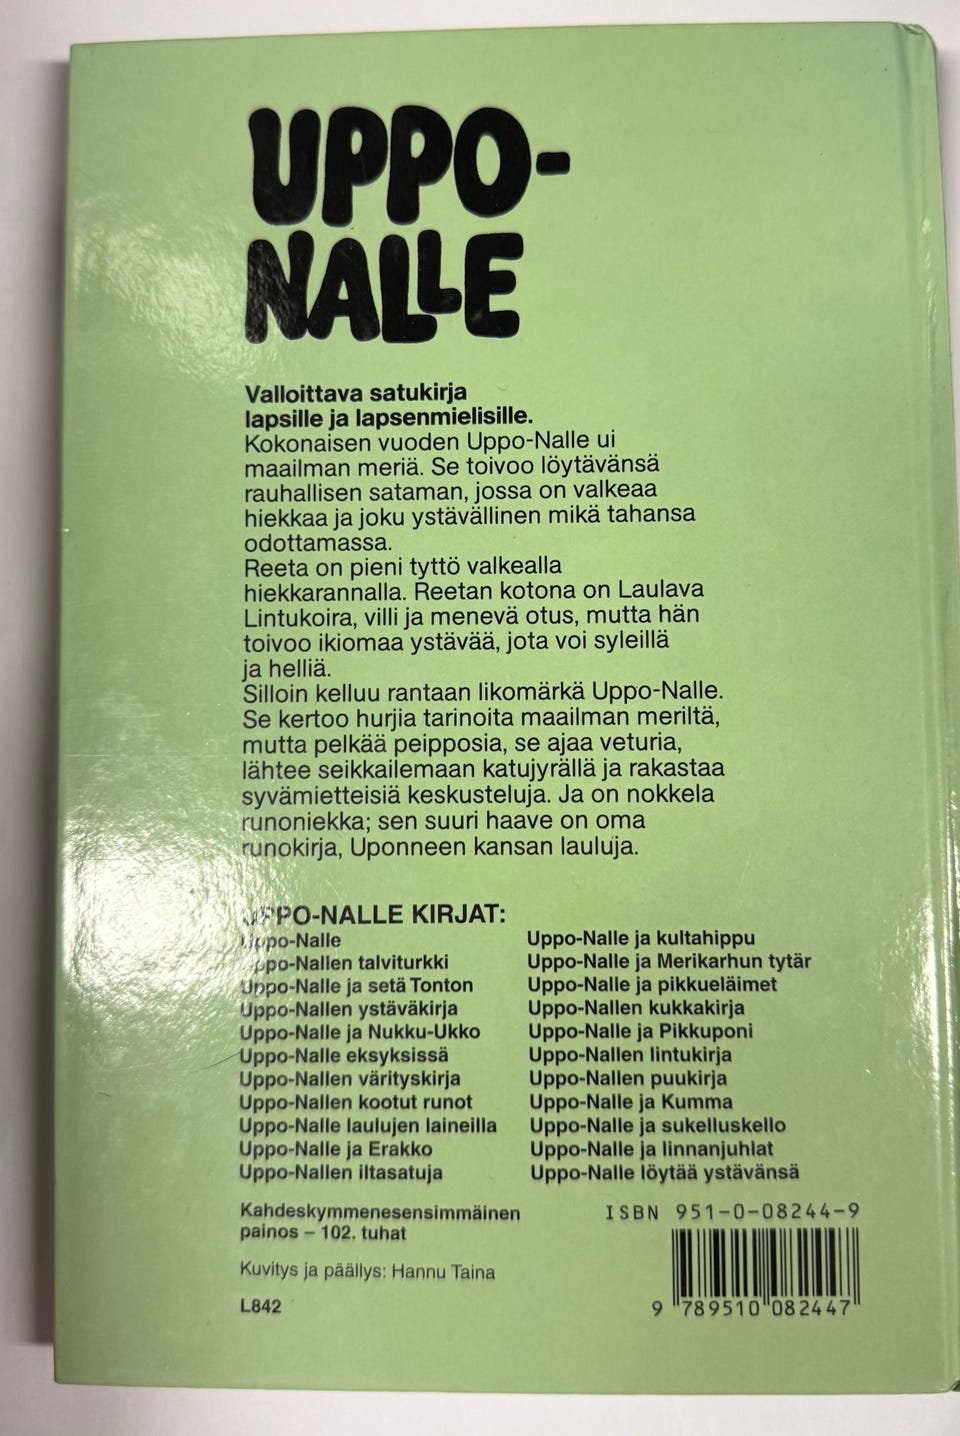 UPPO-
NALLE
Valloittava satukirja
lapsille ja lapsenmielisille.
Kokonaisen vuoden Uppo-Nalle ui
maailman meriä. Se toivoo löytävänsä
rauhallisen sataman, jossa on valkeaa
hiekkaa ja joku ystävällinen mikä tahansa
odottamassa.
Reeta on pieni tyttö valkealla
hiekkarannalla. Reetan kotona on Laulava
Lintukoira, villi ja menevä otus, mutta hän
toivoo ikiomaa ystävää, jota voi syleillä
ja helliä.
Silloin kelluu rantaan likomärkä Uppo-Nalle.
Se kertoo hurjia tarinoita maailman meriltä,
mutta pelkää peipposia, se ajaa veturia,
lähtee seikkailemaan katujyrällä ja rakastaa
syvämietteisiä keskusteluja. Ja on nokkela
runoniekka; sen suuri haave on oma
runokirja, Uponneen kansan lauluja.
UPPO-NALLE KIRJAT:
Uppo-Nalle
Uppo-Nallen talviturkki
Uppo-Nalle ja setä Tonton
Uppo-Nallen ystäväkirja
Uppo-Nalle ja Nukku-Ukko
Uppo-Nalle eksyksissä
Uppo-Nallen värityskirja
Uppo-Nallen kootut runot
Uppo-Nalle laulujen laineilla
Uppo-Nalle ja Erakko
Uppo-Nallen iltasatuja
Uppo-Nalle ja kultahippu
Uppo-Nalle ja Merikarhun tytär
Uppo-Nalle ja pikkueläimet
Uppo-Nallen kukkakirja
Uppo-Nalle ja Pikkuponi
Uppo-Nallen lintukirja
Uppo-Nallen puukirja
Uppo-Nalle ja Kumma
Uppo-Nalle ja sukelluskello
Uppo-Nalle ja linnanjuhlat
Uppo-Nalle löytää ystävänsä
Kahdeskymmenesensimmäinen
painos – 102. tuhat
Kuvitys ja päällys: Hannu Taina
L842
ISBN 951-0-08244-9
9 789510 082447